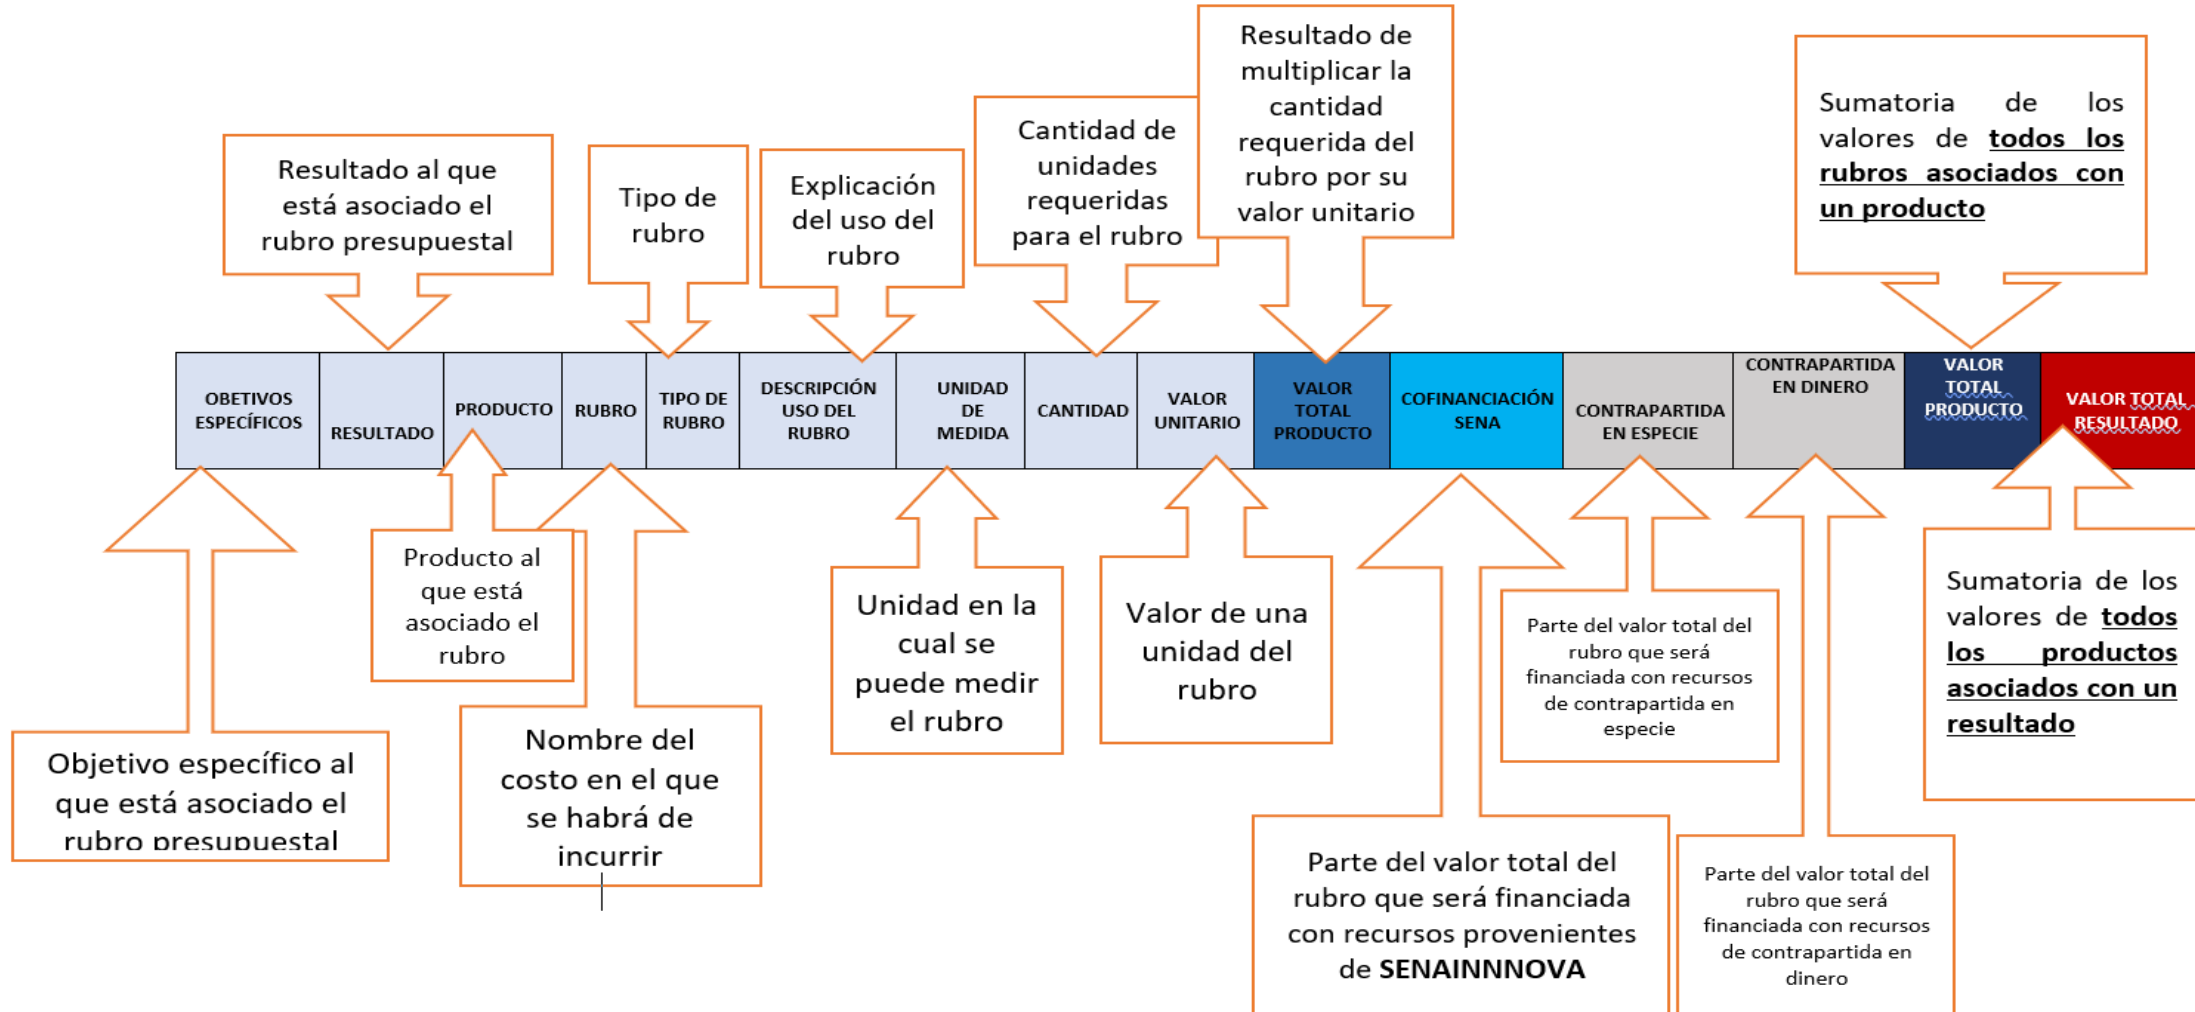 Resultado al que
está asociado el
rubro presupuestal
Tipo de
rubro
Explicación
del uso del
rubro
Cantidad de
unidades
requeridas
para el rubro
Resultado de
multiplicar la
cantidad
requerida del
rubro por su
valor unitario
Sumatoria de los
valores de todos los
rubros asociados con
un producto
OBETIVOS
ESPECÍFICOS
RESULTADO
PRODUCTO
RUBRO
TIPO DE
RUBRO
DESCRIPCIÓN
USO DEL
RUBRO
UNIDAD
DE
MEDIDA
CANTIDAD
VALOR
UNITARIO
VALOR
TOTAL
PRODUCTO
COFINANCIACIÓN
SENA
CONTRAPARTIDA
EN ESPECIE
CONTRAPARTIDA
EN DINERO
VALOR
TOTAL
PRODUCTO
VALOR TOTAL
RESULTADO
Objetivo específico al
que está asociado el
rubro presupuestal
Producto al
que está
asociado el
rubro
Nombre del
costo en el que
se habrá de
incurrir
Unidad en la
cual se
puede medir
el rubro
Valor de una
unidad del
rubro
Parte del valor total del
rubro que será financiada
con recursos provenientes
de SENAINNNOVA
Parte del valor total del
rubro que será
financiada con recursos
de contrapartida en
especie
Parte del valor total del
rubro que será
financiada con recursos
de contrapartida en
dinero
Sumatoria de los
valores de todos
los productos
asociados con un
resultado